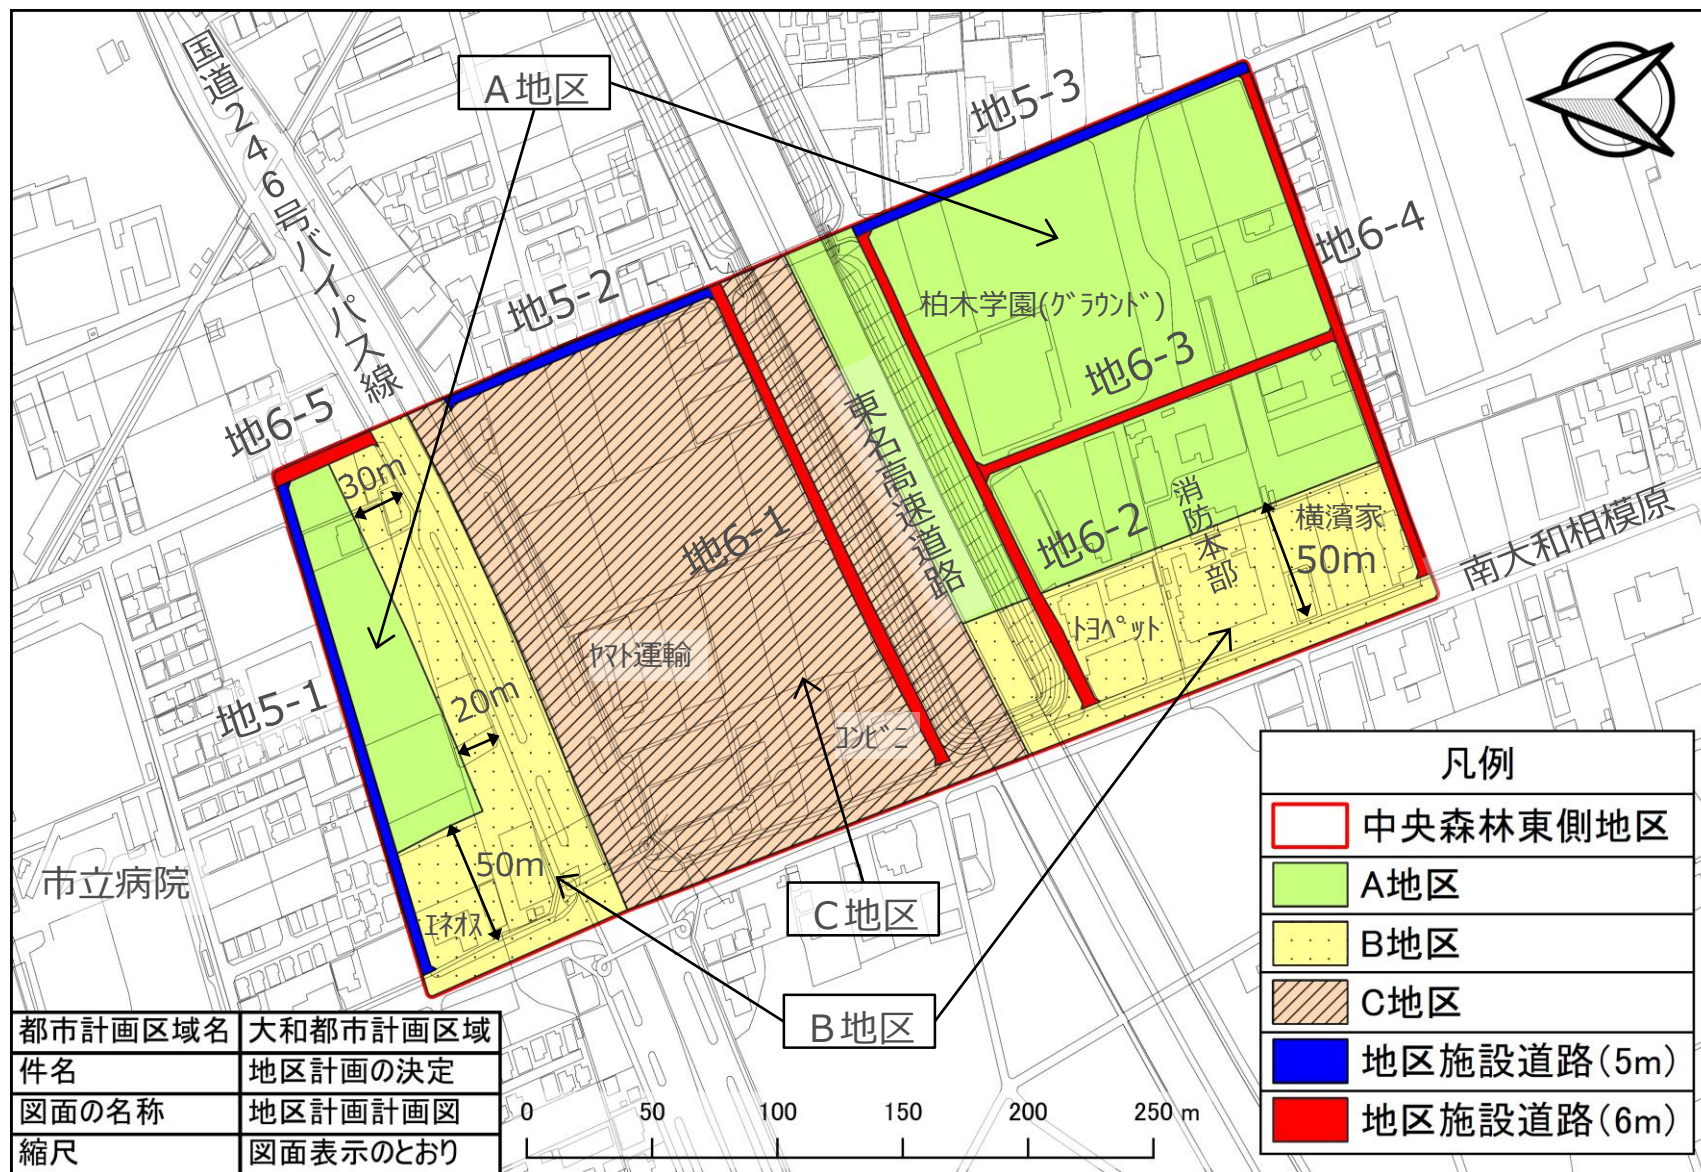 国道246号バイパス線
A地区
地5-3
地5-2
地6-4
柏木学園(グラウンド)
地6-3
地6-5
30m
東名高速道路
地6-1
地6-2
消防本部
横濱家
50m
南大和相模原
トヨペット
ヤマト運輸
20m
地5-1
コンビニ
50m
エネオス
市立病院
C地区
B地区
凡例
中央森林東側地区
A地区
B地区
C地区
地区施設道路(5m)
地区施設道路(6m)
都市計画区域名 大和都市計画区域
件名 地区計画の決定
図面の名称 地区計画計画図
縮尺 図面表示のとおり
0 50 100 150 200 250 m